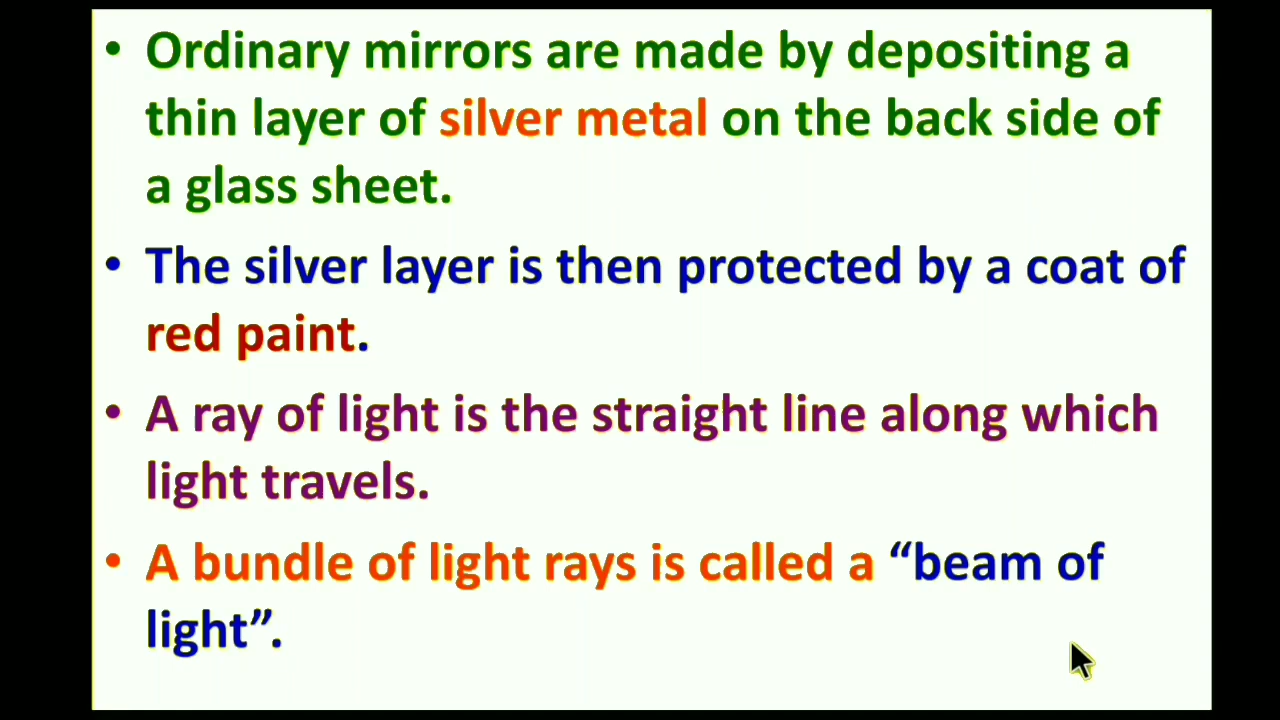 • Ordinary mirrors are made by depositing a
thin layer of silver metal on the back side of
a glass sheet.
• The silver layer is then protected by a coat of
red paint.
• A ray of light is the straight line along which
light travels.
• A bundle of light rays is called a “beam of
light”.